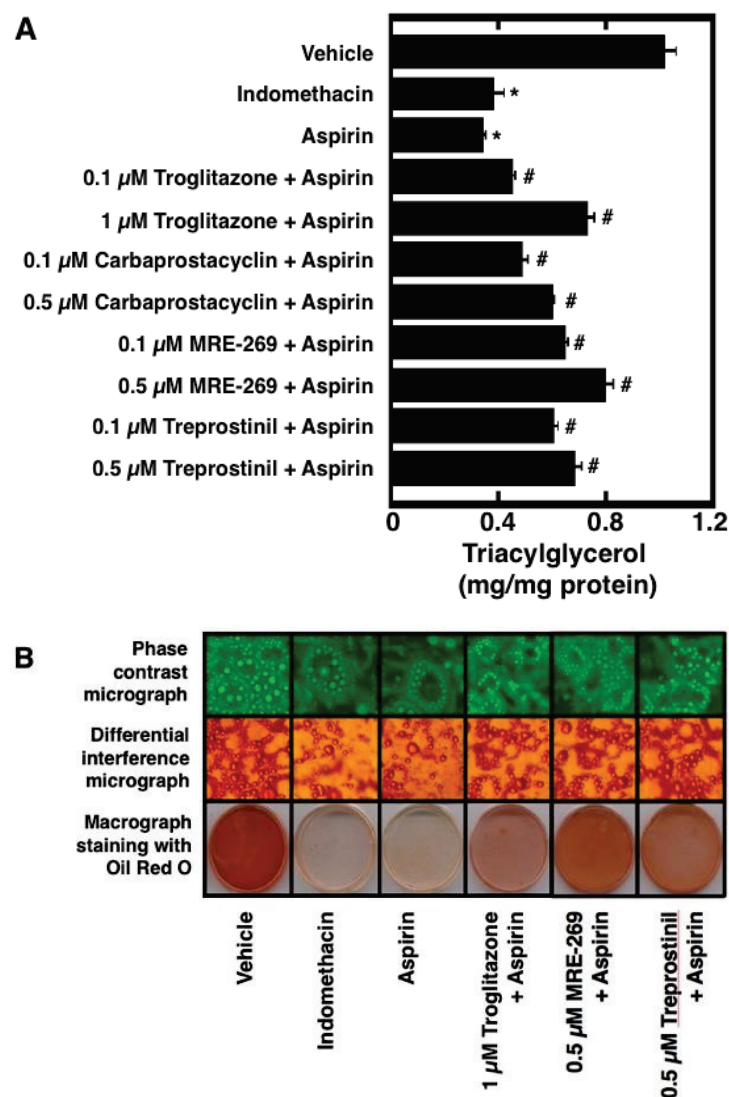 A
Vehicle
Indomethacin
*
Aspirin
*
0.1 µM Troglitazone + Aspirin
#
1 µM Troglitazone + Aspirin
#
0.1 µM Carbaprostacyclin + Aspirin
#
0.5 µM Carbaprostacyclin + Aspirin
#
0.1 µM MRE-269 + Aspirin
#
0.5 µM MRE-269 + Aspirin
#
0.1 µM Treprostinil + Aspirin
#
0.5 µM Treprostinil + Aspirin
#
0 0.4 0.8 1.2
Triacylglycerol
(mg/mg protein)
B
Phase
contrast
micrograph
Differential
interference
micrograph
Macrograph
staining with
Oil Red O
Vehicle
Indomethacin
Aspirin
1 µM Troglitazone
+ Aspirin
0.5 µM MRE-269
+ Aspirin
0.5 µM Treprostinil
+ Aspirin